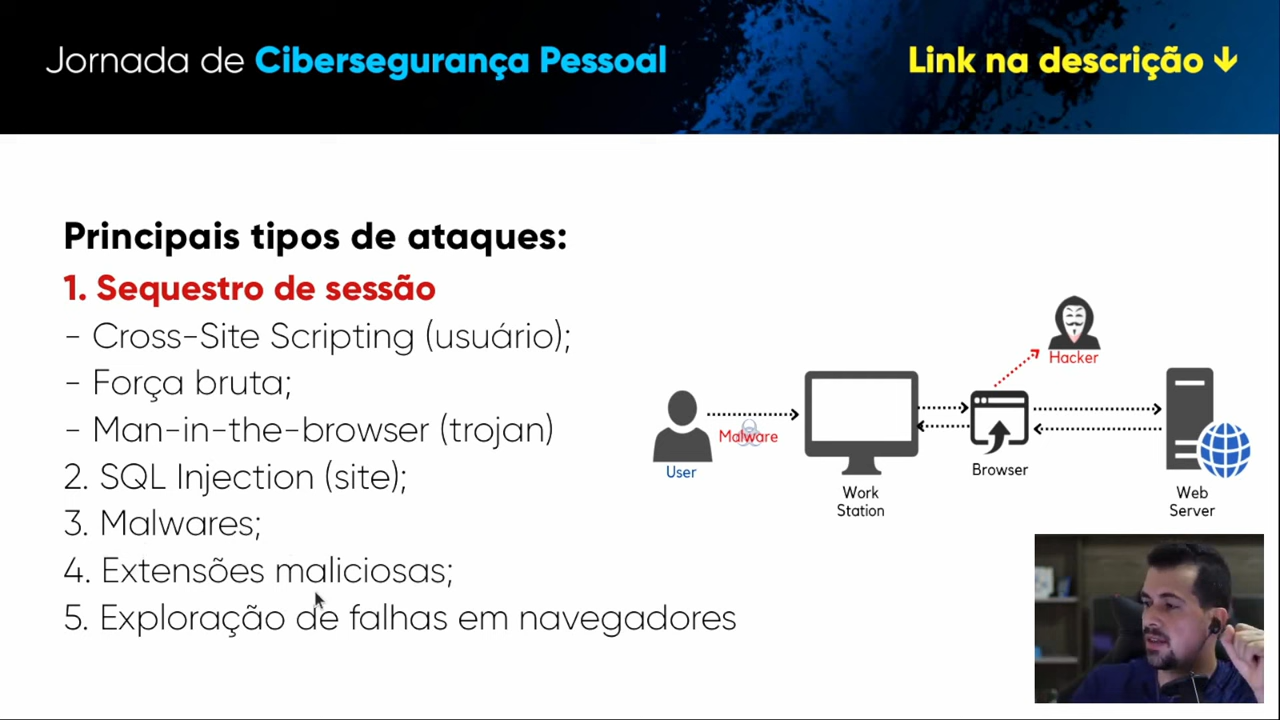 Jornada de Cibersegurança Pessoal
Link na descrição ↓
Principais tipos de ataques:
1. Sequestro de sessão
- Cross-Site Scripting (usuário);
- Força bruta;
- Man-in-the-browser (trojan)
2. SQL Injection (site);
3. Malwares;
4. Extensões maliciosas;
5. Exploração de falhas em navegadores
Hacker
Malware
User
Browser
Work
Station
Web
Server